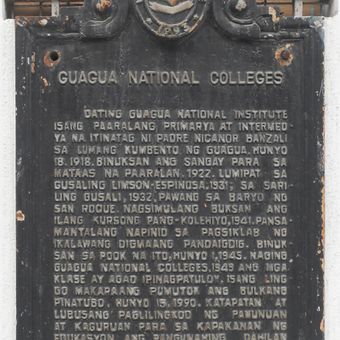 1893
GUAGUA NATIONAL COLLEGES
DATING GUAGUA NATIONAL INSTITUTE
ISANG PAARALANG PRIMARYA AT INTERMED
YA NA ITINATAG NI PADRE NICANOR BANZALI
SA LUMANG KUMBENTO NG GUAGUA, HUNYO
18, 1918. BINUKSAN ANG SANGAY PARA SA
MATAAS NA PAARALAN, 1922. LUMIPAT SA
GUSALING LIMSON-ESPINOSA, 1931; SA SARI
LING GUSALI, 1932, PAWANG SA BARYO NG
SAN ROQUE. NAGSIMULANG BUKSAN ANG
ILANG KURSONG PANG-KOLEHIYO, 1941. PANSA-
MANTALANG NAPINID SA PAGSIKLAB NG
IKALAWANG DIGMAANG PANDAIGDIG. BINUK-
SAN SA POOK NA ITO, HUNYO 1, 1945. NAGING
GUAGUA NATIONAL COLLEGES, 1949 ANG MGA
KLASE AY AGAD IPINAGPATULOY, ISANG LING-
GO MAKARAANG PUMUTOK ANG BULKANG
PINATUBO, HUNYO 15, 1990. KATAPATAN AT
LUBUSANG PAGLILINGKOD NG PAMUNUAN
AT KAGURUAN PARA SA KAPAKANAN NG
EDUKASYON ANG PANGUNAHING DAHILAN